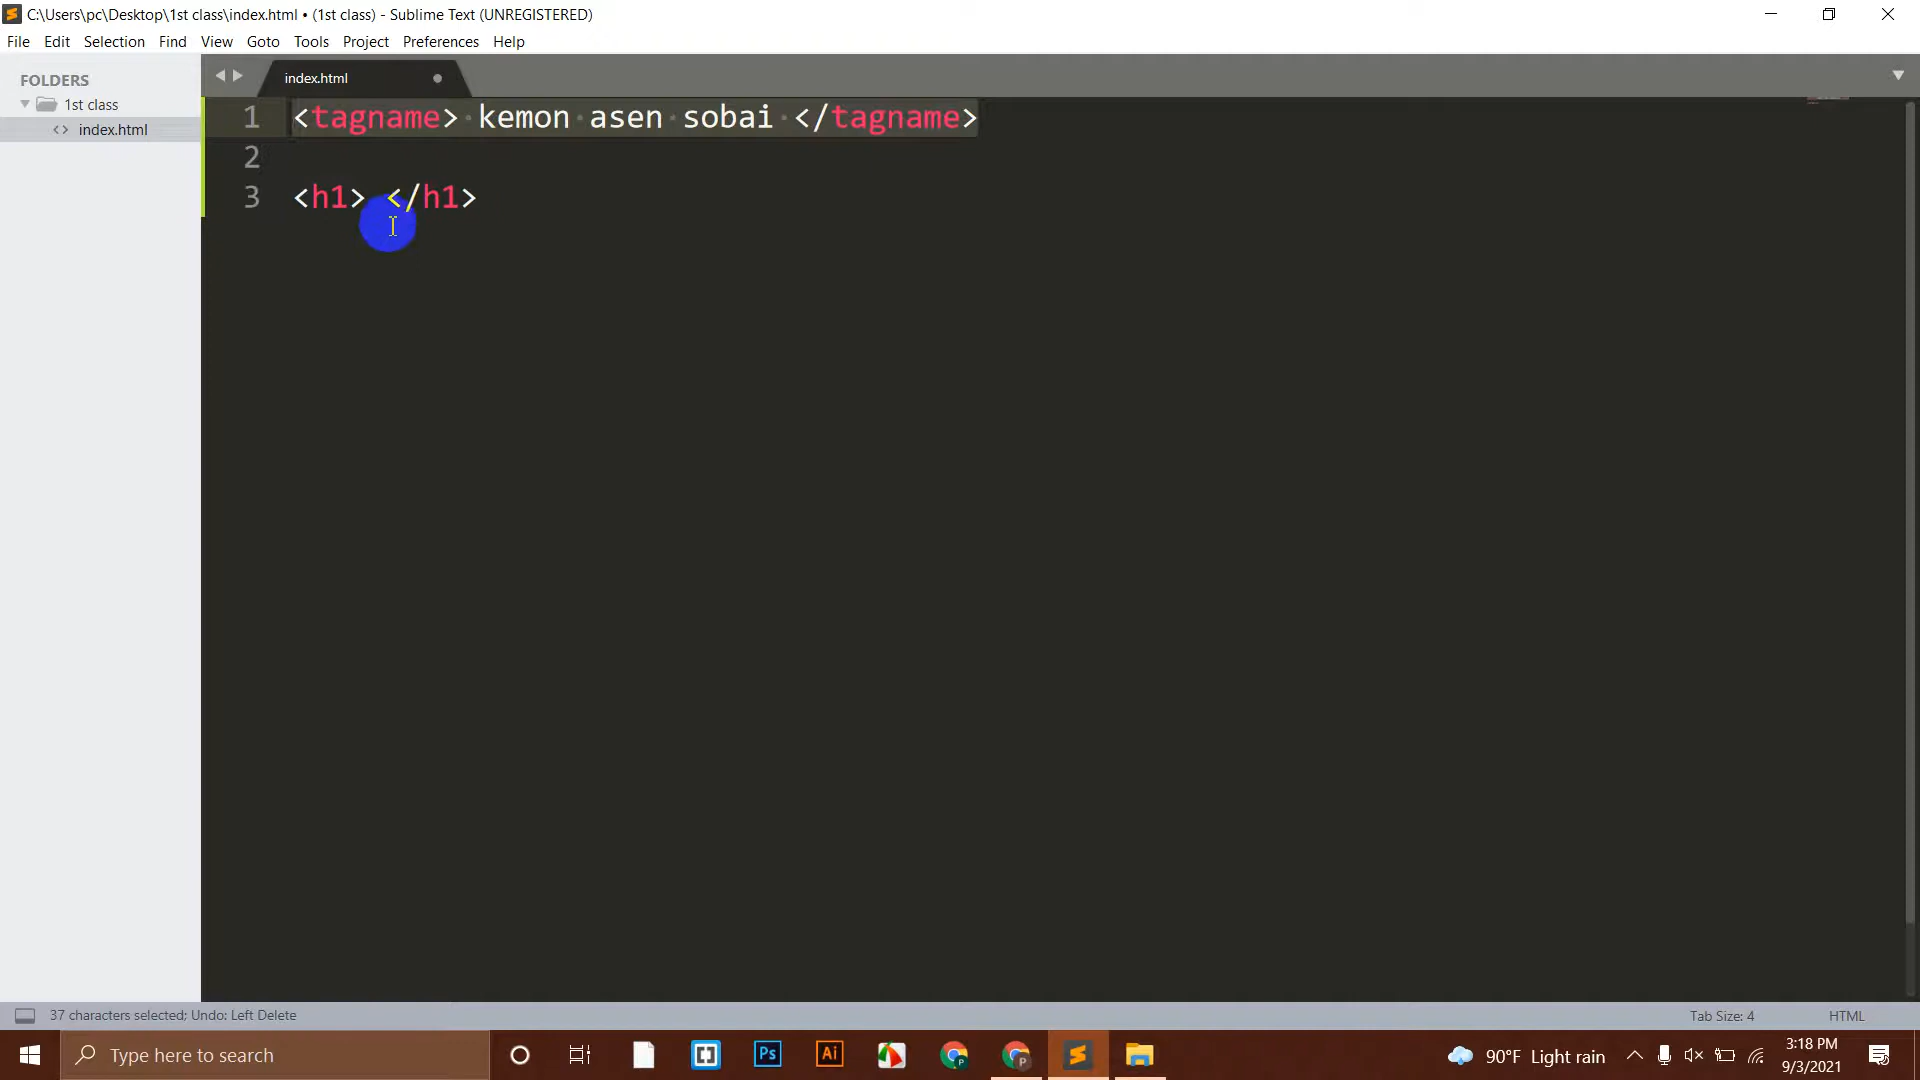 C:\Users\pc\Desktop\1st class\index.html • (1st class) - Sublime Text (UNREGISTERED)
File Edit Selection Find View Goto Tools Project Preferences Help
FOLDERS
1st class
<> index.html
index.html
1 <tagname> kemon asen sobai </tagname>
2
3 <h1> </h1>
37 characters selected; Undo: Left Delete
Tab Size: 4 HTML
Type here to search
Ps
Ai
90°F Light rain
3:18 PM
9/3/2021